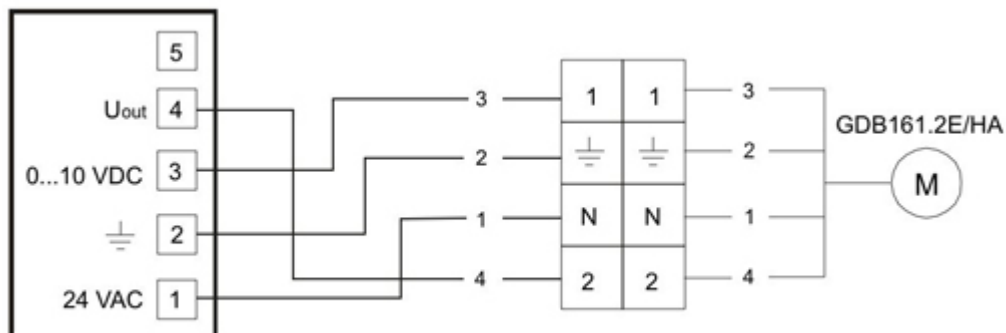 5
Uout 4
0...10 VDC 3
2
24 VAC 1
3 1 1 3
2 2
1 N N 1
4 2 2 4
GDB161.2E/HA
M